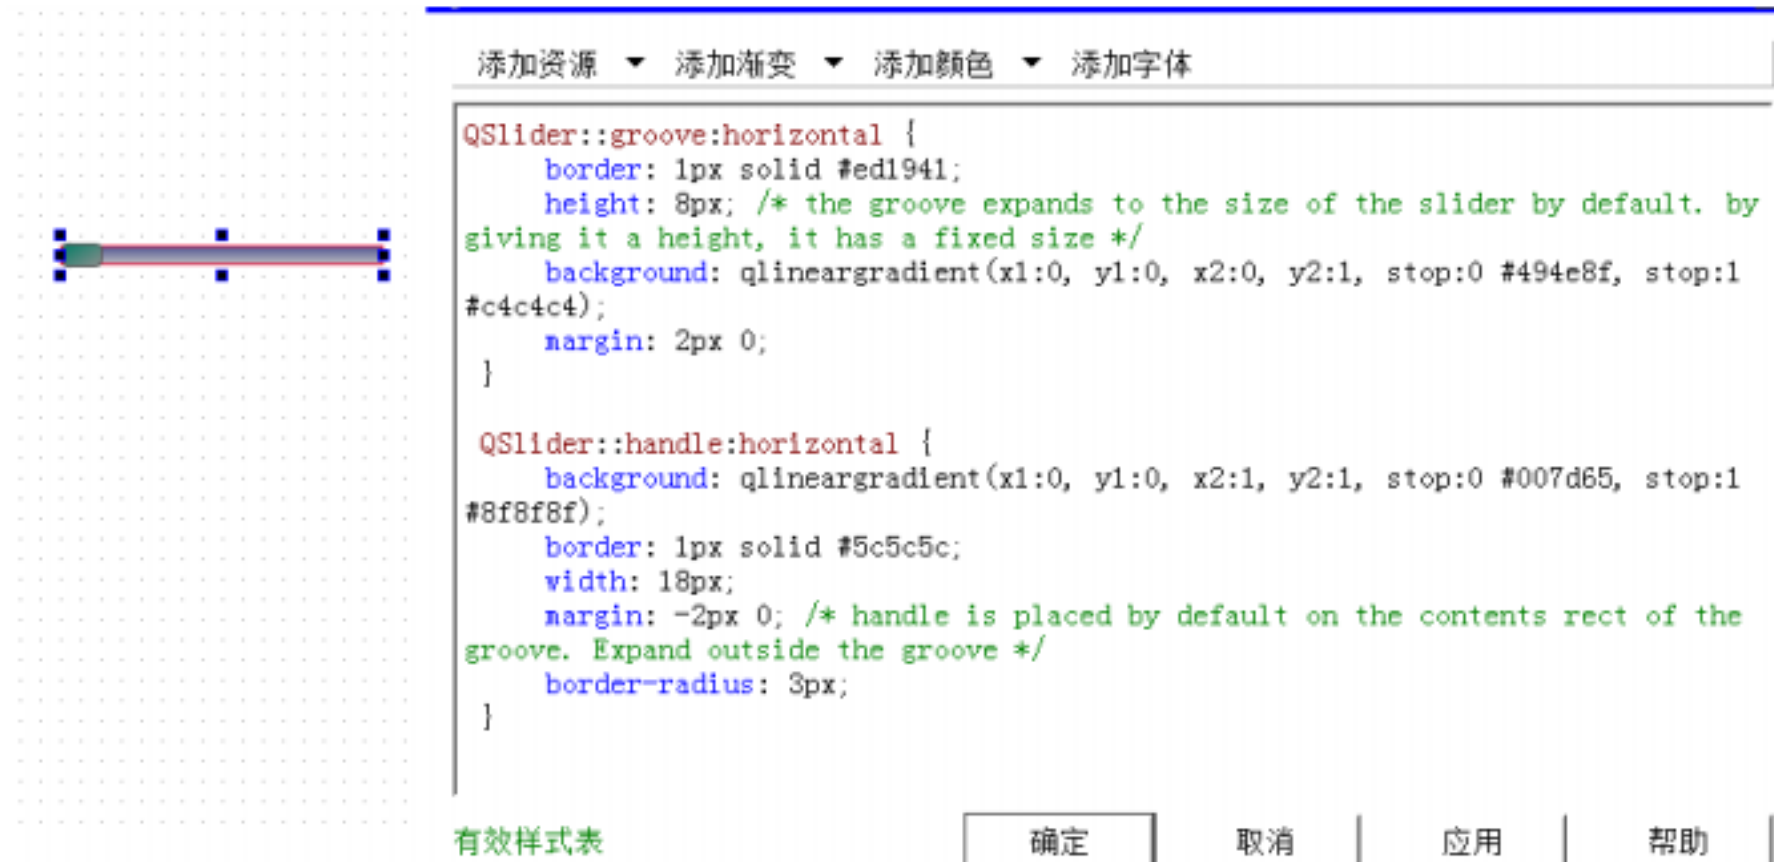 添加资源 添加渐变 添加颜色 添加字体
QSlider::groove:horizontal {
border: 1px solid #ed1941;
height: 8px; /* the groove expands to the size of the slider by default. by
giving it a height, it has a fixed size */
background: qlineargradient(x1:0, y1:0, x2:0, y2:1, stop:0 #494e8f, stop:1
#c4c4c4);
margin: 2px 0;
}
QSlider::handle:horizontal {
background: qlineargradient(x1:0, y1:0, x2:1, y2:1, stop:0 #007d65, stop:1
#8f8f8f);
border: 1px solid #5c5c5c;
width: 18px;
margin: -2px 0; /* handle is placed by default on the contents rect of the
groove. Expand outside the groove */
border-radius: 3px;
}
有效样式表 确定 取消 应用 帮助